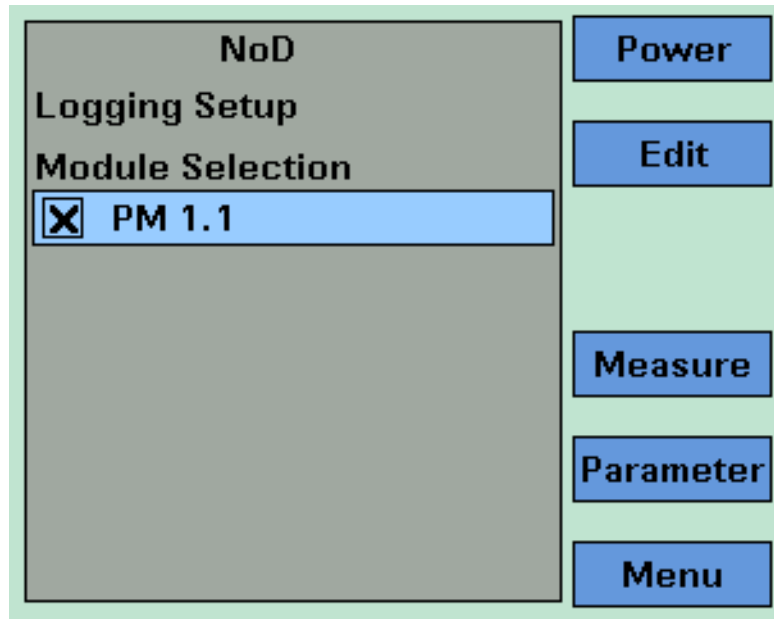 NoD
Logging Setup
Module Selection
PM 1.1
Power
Edit
Measure
Parameter
Menu